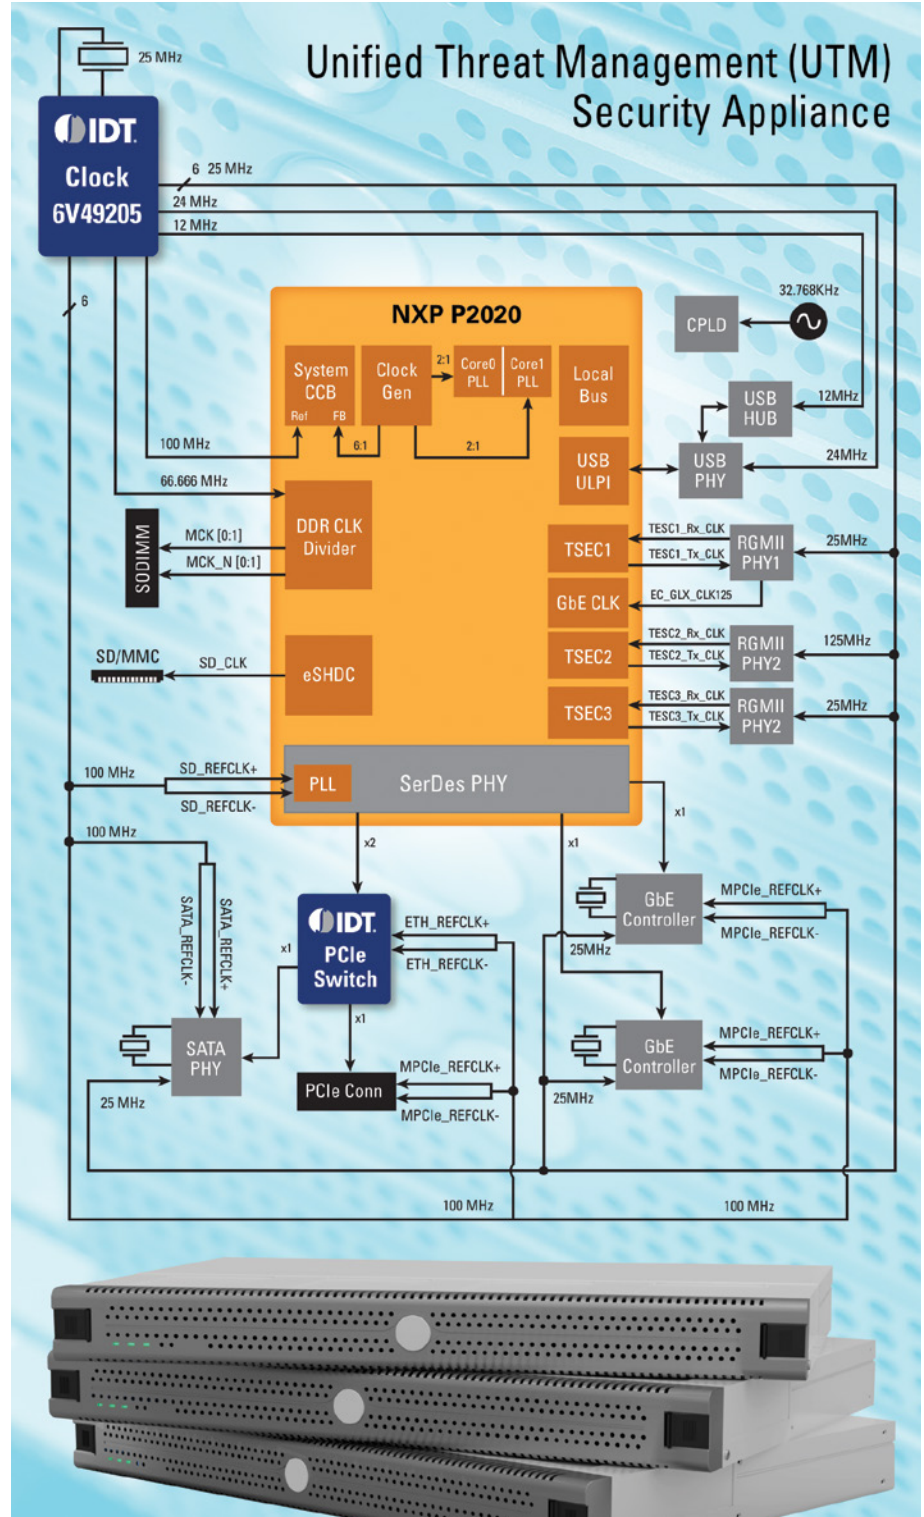 Unified Threat Management (UTM)
Security Appliance
25 MHz
IDT.
Clock
6V49205
6 25 MHz
24 MHz
12 MHz
6
NXP P2020
32.768KHz
CPLD
System
CCB
Ref FB
Clock
Gen
2:1
Core0
PLL
Core1
PLL
Local
Bus
USB
HUB
12MHz
100 MHz
6:1
2:1
USB
ULPI
USB
PHY
24MHz
66.666 MHz
DDR CLK
Divider
SODIMM
MCK [0:1]
MCK_N [0:1]
TSEC1
TESC1_Rx_CLK
TESC1_Tx_CLK
RGMII
PHY1
25MHz
GbE CLK
EC_GLX_CLK125
SD/MMC
SD_CLK
eSHDC
TSEC2
TESC2_Rx_CLK
TESC2_Tx_CLK
RGMII
PHY2
125MHz
TSEC3
TESC3_Rx_CLK
TESC3_Tx_CLK
RGMII
PHY2
25MHz
100 MHz
SD_REFCLK+
SD_REFCLK-
PLL
SerDes PHY
100 MHz
x2
x1
x1
SATA_REFCLK-
SATA_REFCLK+
IDT.
PCIe
Switch
ETH_REFCLK+
ETH_REFCLK-
GbE
Controller
MPCIe_REFCLK+
MPCIe_REFCLK-
25MHz
x1
x1
SATA
PHY
25 MHz
PCIe Conn
MPCIe_REFCLK+
MPCIe_REFCLK-
GbE
Controller
MPCIe_REFCLK+
MPCIe_REFCLK-
25MHz
100 MHz
100 MHz